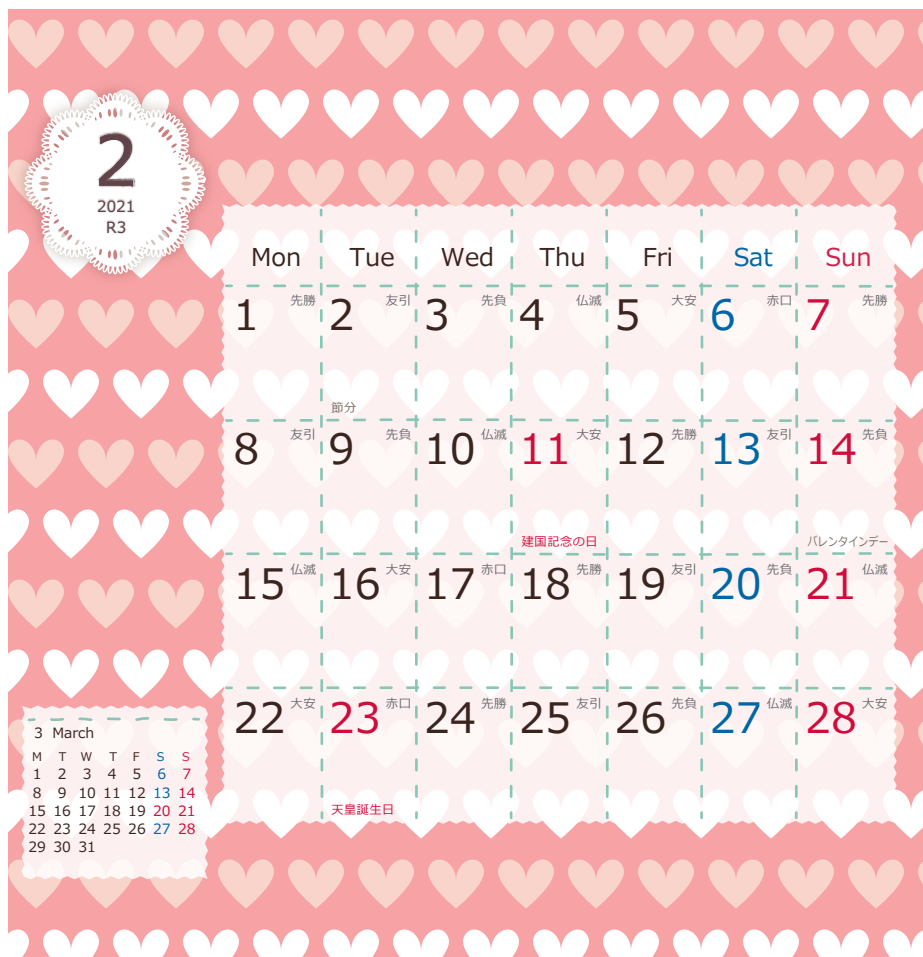 2
2021
R3
Mon Tue Wed Thu Fri Sat Sun
1 先勝 2 友引 3 先負 4 仏滅 5 大安 6 赤口 7 先勝
節分
8 友引 9 先負 10 仏滅 11 大安 12 先勝 13 友引 14 先負
建国記念の日 バレンタインデー
15 仏滅 16 大安 17 赤口 18 先勝 19 友引 20 先負 21 仏滅
22 大安 23 赤口 24 先勝 25 友引 26 先負 27 仏滅 28 大安
天皇誕生日
3 March
M T W T F S S
1 2 3 4 5 6 7
8 9 10 11 12 13 14
15 16 17 18 19 20 21
22 23 24 25 26 27 28
29 30 31